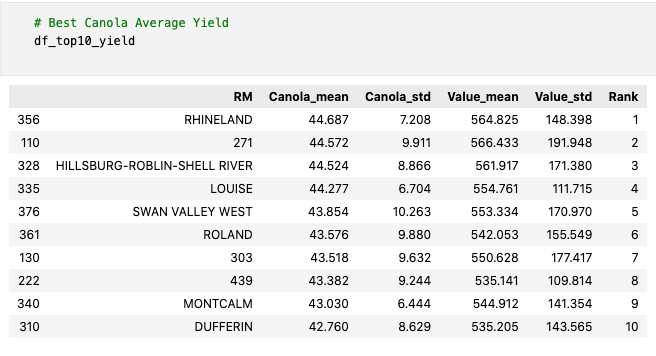 # Best Canola Average Yield
df_top10_yield
RM Canola_mean Canola_std Value_mean Value_std Rank
356 RHINELAND 44.687 7.208 564.825 148.398 1
110 271 44.572 9.911 566.433 191.948 2
328 HILLSBURG-ROBLIN-SHELL RIVER 44.524 8.866 561.917 171.380 3
335 LOUISE 44.277 6.704 554.761 111.715 4
376 SWAN VALLEY WEST 43.854 10.263 553.334 170.970 5
361 ROLAND 43.576 9.880 542.053 155.549 6
130 303 43.518 9.632 550.628 177.417 7
222 439 43.382 9.244 535.141 109.814 8
340 MONTCALM 43.030 6.444 544.912 141.354 9
310 DUFFERIN 42.760 8.629 535.205 143.565 10